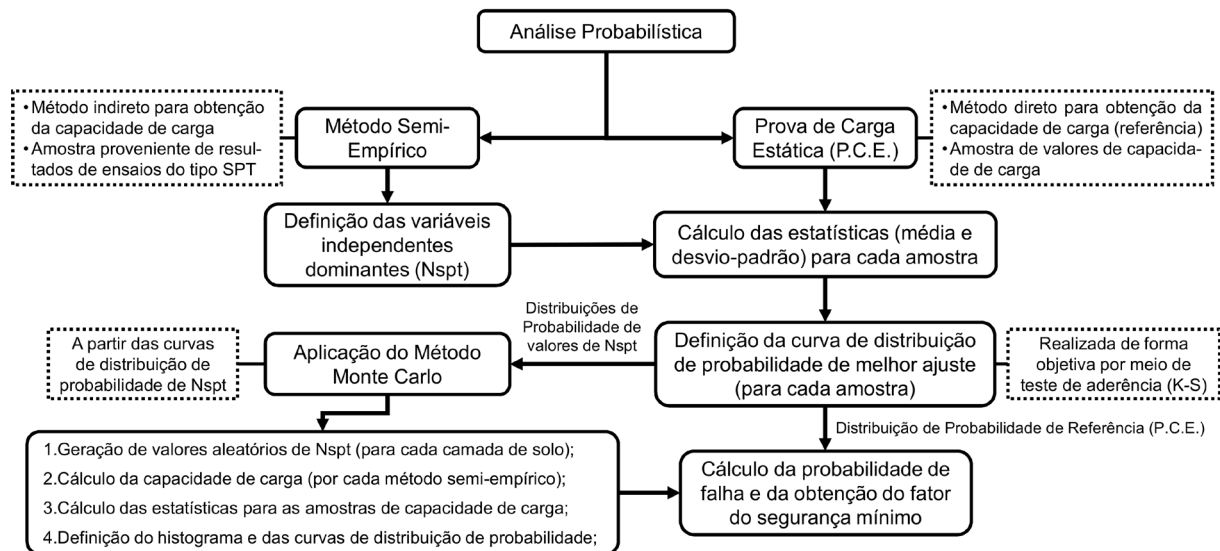 Análise Probabilística
•Método indireto para obtenção
da capacidade de carga
•Amostra proveniente de resul-
tados de ensaios do tipo SPT
Método Semi-
Empírico
Prova de Carga
Estática (P.C.E.)
•Método direto para obtenção da
capacidade de carga (referência)
•Amostra de valores de capacida-
de de carga
Definição das variáveis
independentes
dominantes (Nspt)
Cálculo das estatísticas (média e
desvio-padrão) para cada amostra
Distribuições de
Probabilidade de
valores de Nspt
A partir das curvas
de distribuição de
probabilidade de Nspt
Aplicação do Método
Monte Carlo
Definição da curva de distribuição
de probabilidade de melhor ajuste
(para cada amostra)
Realizada de forma
objetiva por meio de
teste de aderência (K-S)
Distribuição de Probabilidade de Referência (P.C.E.)
1.Geração de valores aleatórios de Nspt (para cada camada de solo);
2.Cálculo da capacidade de carga (por cada método semi-empírico);
3.Cálculo das estatísticas para as amostras de capacidade de carga;
4.Definição do histograma e das curvas de distribuição de probabilidade;
Cálculo da probabilidade de
falha e da obtenção do fator
do segurança mínimo